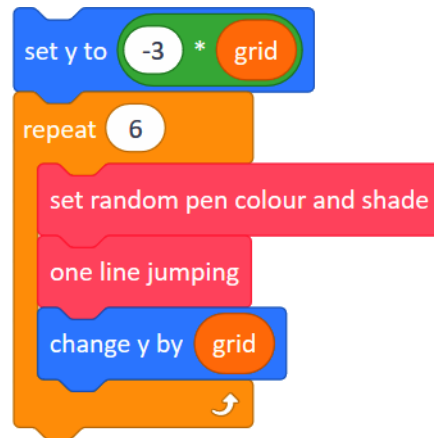 set y to -3 * grid
repeat 6
set random pen colour and shade
one line jumping
change y by grid